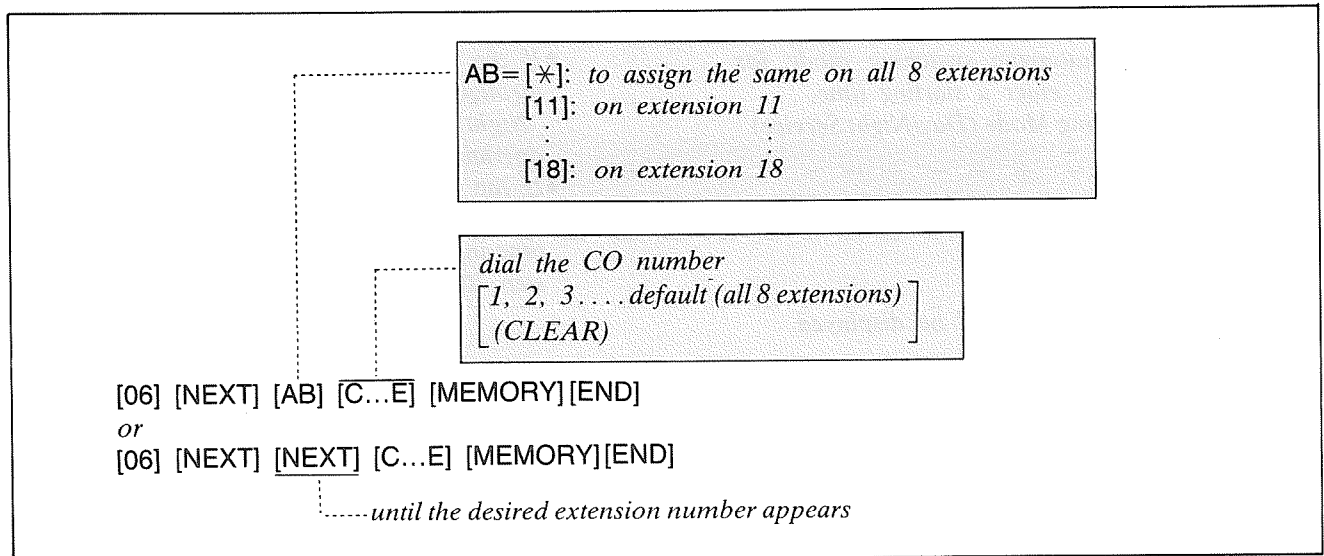 AB=[✳]: to assign the same on all 8 extensions
[11]: on extension 11
[18]: on extension 18
dial the CO number
[1, 2, 3....default (all 8 extensions)
(CLEAR)]
[06] [NEXT] [AB] [C...E] [MEMORY][END]
or
[06] [NEXT] [NEXT] [C...E] [MEMORY][END]
until the desired extension number appears